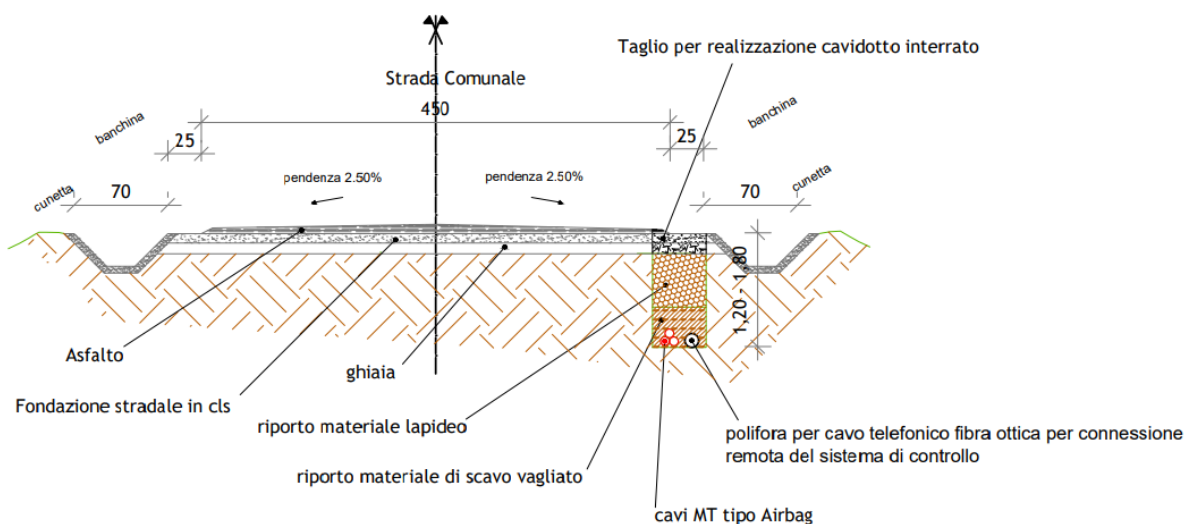 Taglio per realizzazione cavidotto interrato
Strada Comunale
450
banchina
25
25
banchina
pendenza 2.50%
pendenza 2.50%
cunetta
70
70
cunetta
1,20 - 1,80
Asfalto
ghiaia
Fondazione stradale in cls
riporto materiale lapideo
polifora per cavo telefonico fibra ottica per connessione
remota del sistema di controllo
riporto materiale di scavo vagliato
cavi MT tipo Airbag